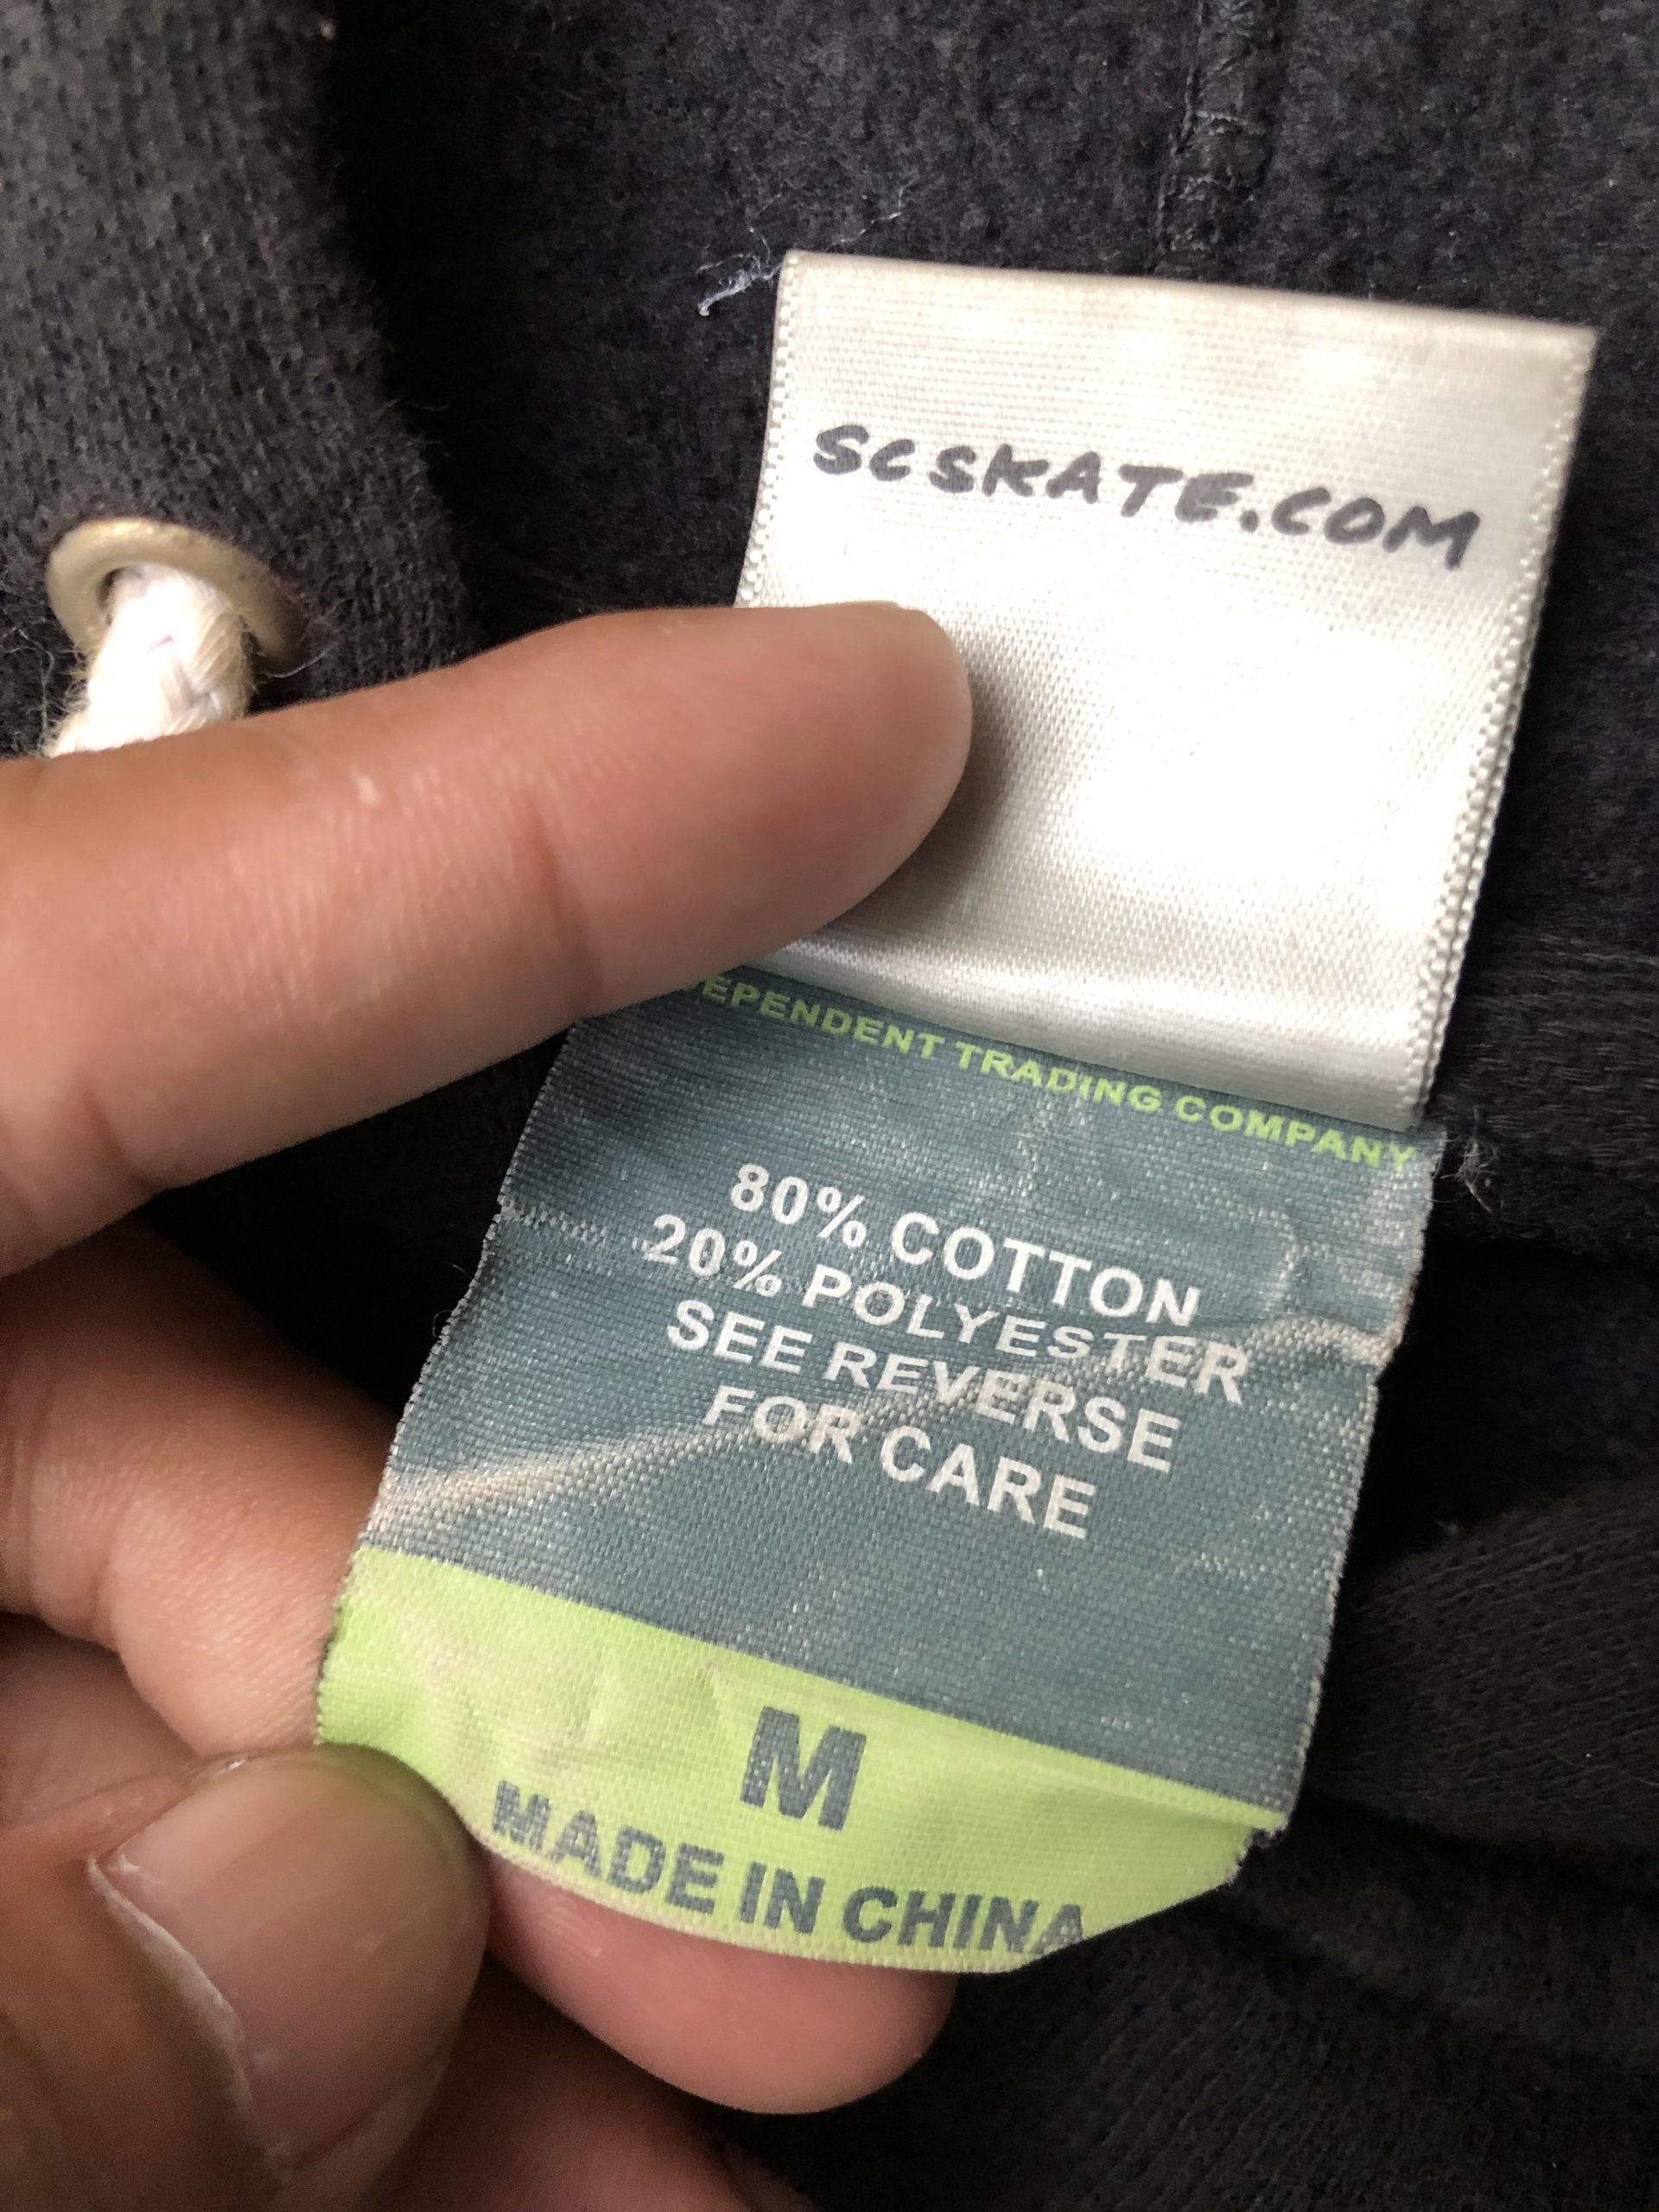 SCSKATE.COM
EPENDENT TRADING COMPANY
80% COTTON
20% POLYESTER
SEE REVERSE
FOR CARE
M
MADE IN CHINA